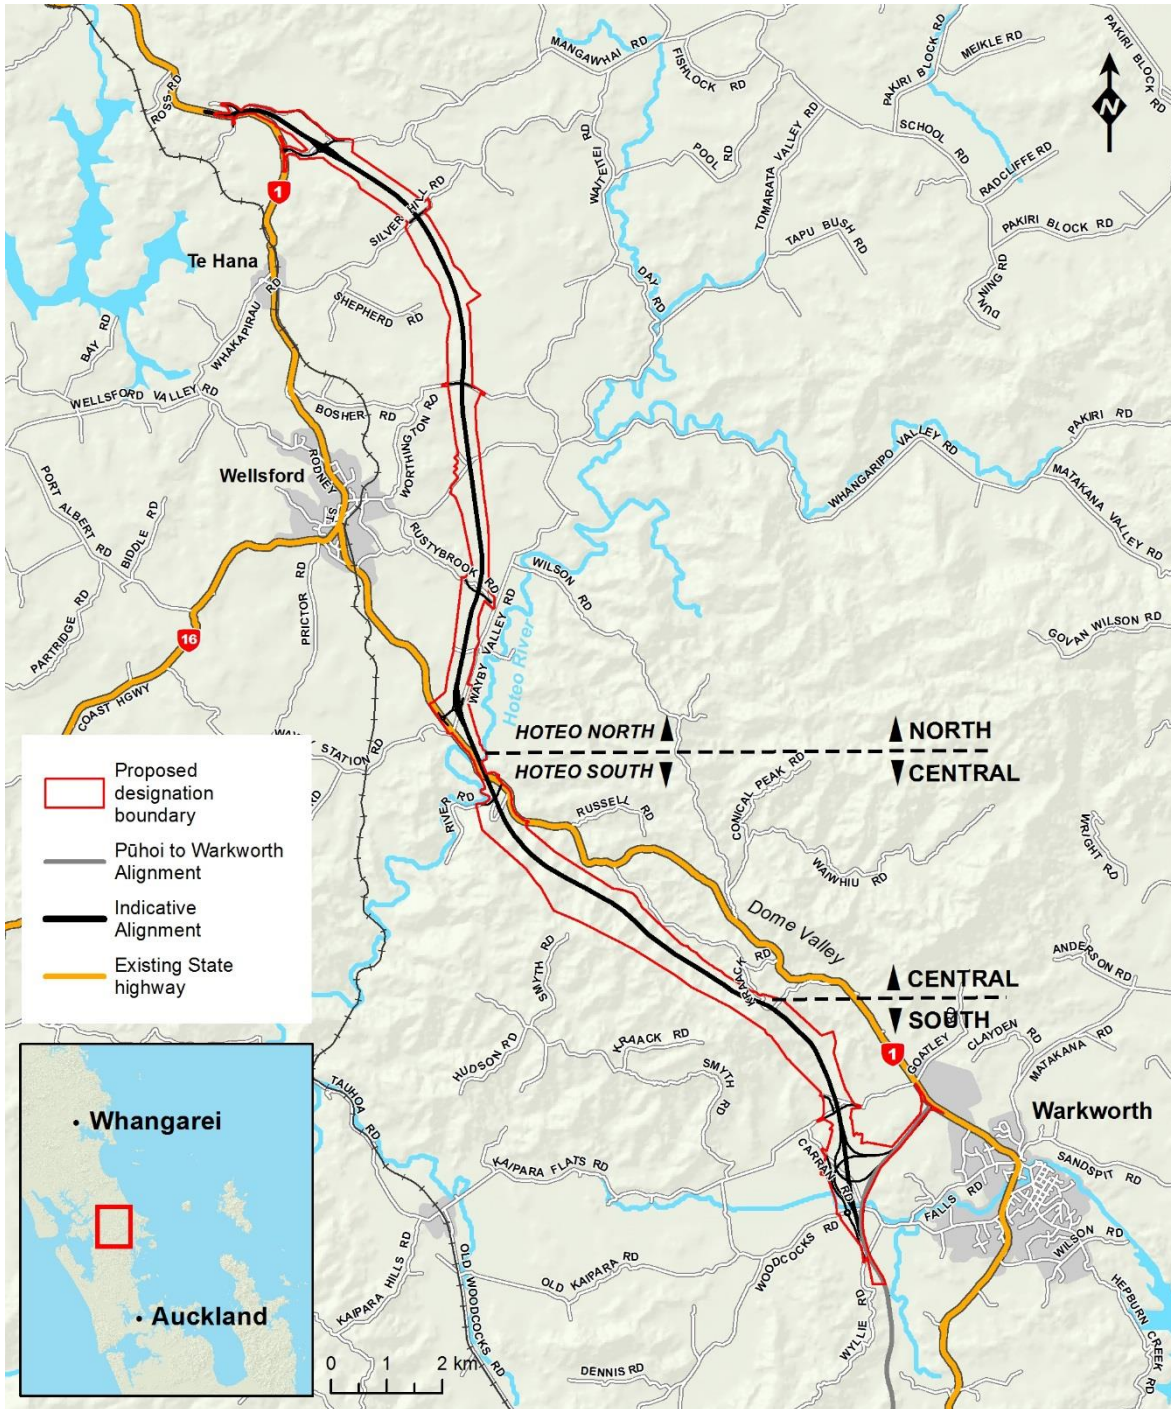 MANGAWHAI RD
FISHLOCK RD
PAKIRI BLOCK RD
MEIKLE RD
PAKIRI BLOCK RD
N
ROSS RD
SCHOOL RD
POOL RD
WAITEITEI RD
TOMARATA VALLEY RD
RADCLIFFE RD
1
SILVER HILL RD
TAPU BUSH RD
PAKIRI BLOCK RD
Te Hana
DAY RD
DUNNING RD
SHEPHERD RD
WHAKAPIRAU RD
BAY RD
WELLSFORD VALLEY RD
BOSHER RD
WORTHINGTON RD
PAKIRI RD
WHANGARIPO VALLEY RD
MATAKANA VALLEY RD
Wellsford
RODNEY ST
PORT ALBERT RD
BIDDLE RD
RUSTYBROOK RD
WILSON RD
PRICTOR RD
PARTRIDGE RD
16
WAYBY VALLEY RD
Hoteo River
GOVAN WILSON RD
COAST HGWY
STATION RD
HOTEO NORTH
NORTH
HOTEO SOUTH
CENTRAL
Proposed
designation
boundary
Pūhoi to Warkworth
Alignment
Indicative
Alignment
Existing State
highway
RIVER RD
RUSSELL RD
CONICAL PEAK RD
WAIWHIU RD
WRIGHT RD
Dome Valley
SMYTH RD
KRAACK RD
ANDERSON RD
CENTRAL
SOUTH
1
GOATLEY RD
CLAYDEN RD
MATAKANA RD
HUDSON RD
KRAACK RD
SMYTH RD
TAUHOA RD
Warkworth
Whangarei
Auckland
CARRAN RD
KAIPARA FLATS RD
FALLS RD
SANDSPIT RD
WILSON RD
WOODCOCKS RD
OLD KAIPARA RD
KAIPARA HILLS RD
OLD WOODCOCKS RD
WYLLIE RD
HEPBURN CREEK RD
DENNIS RD
0 1 2 km